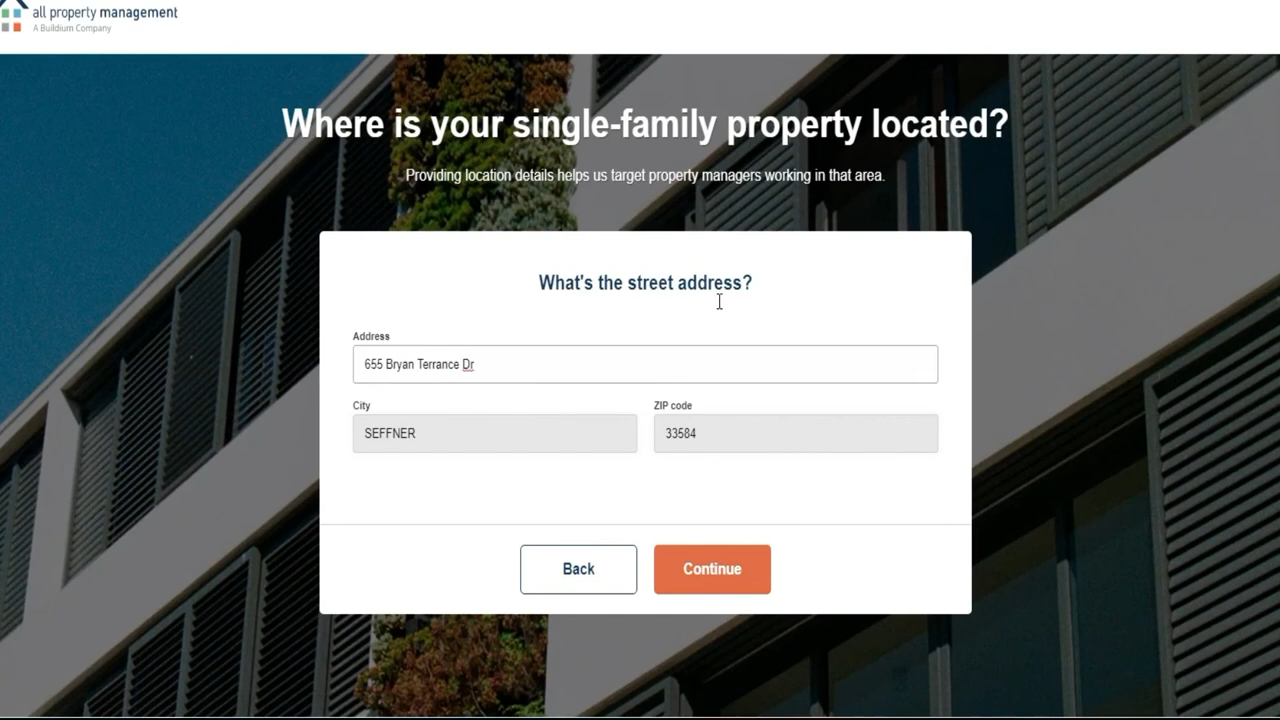 all property management
A Buildium Company
Where is your single-family property located?
Providing location details helps us target property managers working in that area.
What's the street address?
Address
655 Bryan Terrance Dr
City
ZIP code
SEFFNER
33584
Back
Continue